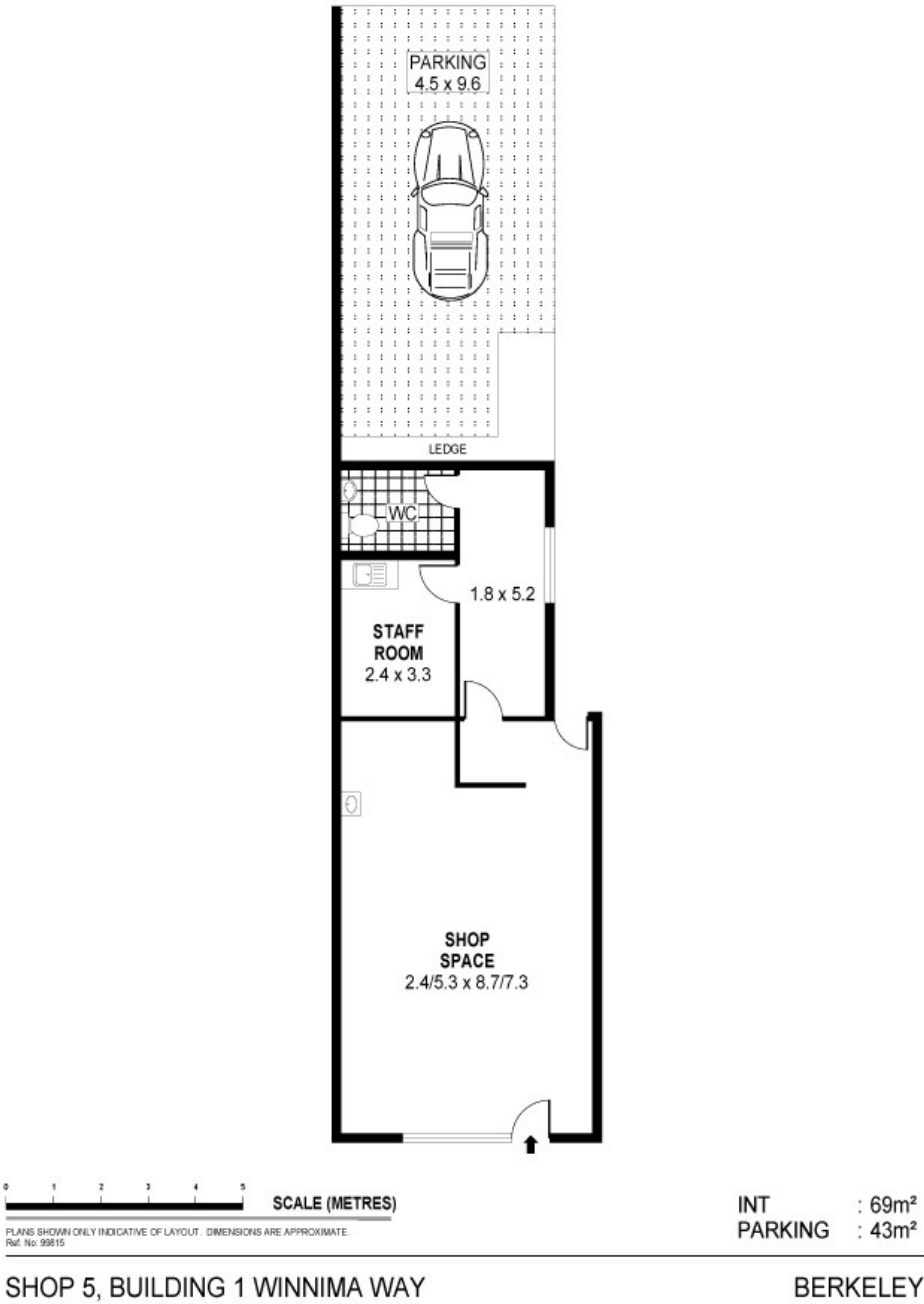 PARKING
4.5 x 9.6
LEDGE
WC
1.8 x 5.2
STAFF
ROOM
2.4 x 3.3
SHOP
SPACE
2.4/5.3 x 8.7/7.3
0 1 2 3 4 5
SCALE (METRES)
PLANS SHOWN ONLY INDICATIVE OF LAYOUT. DIMENSIONS ARE APPROXIMATE.
Ref. No: 99815
INT : 69m²
PARKING : 43m²
SHOP 5, BUILDING 1 WINNIMA WAY
BERKELEY